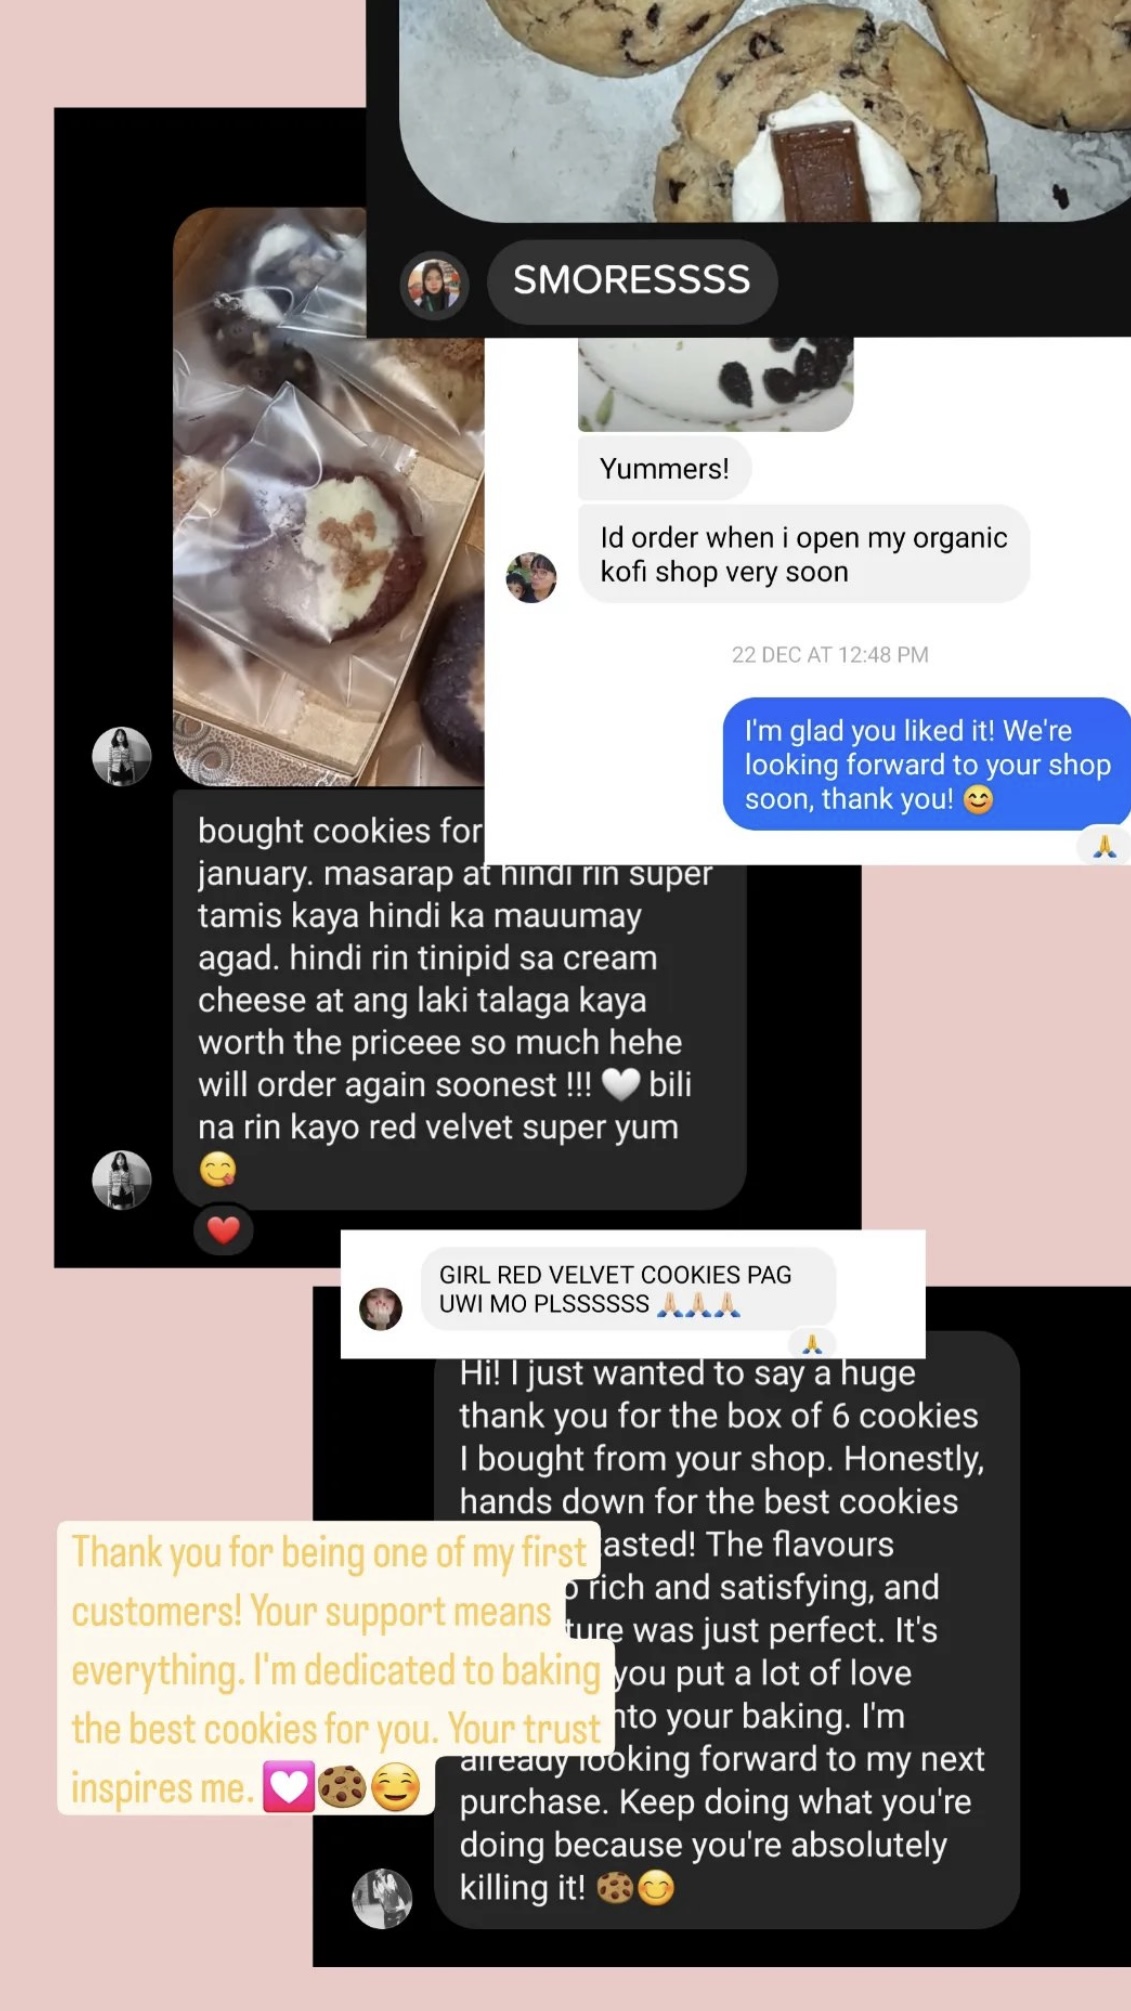 SMORESSSS
Yummers!
Id order when i open my organic
kofi shop very soon
22 DEC AT 12:48 PM
I'm glad you liked it! We're
looking forward to your shop
soon, thank you! 😊
🙏
bought cookies for
january. masarap at hindi rin super
tamis kaya hindi ka mauumay
agad. hindi rin tinipid sa cream
cheese at ang laki talaga kaya
worth the priceee so much hehe
will order again soonest !!! 🤍 bili
na rin kayo red velvet super yum
😋
❤️
GIRL RED VELVET COOKIES PAG
UWI MO PLSSSSSS 🙏🏻🙏🏻🙏🏻
🙏
Hi! I just wanted to say a huge
thank you for the box of 6 cookies
I bought from your shop. Honestly,
hands down for the best cookies
asted! The flavours
rich and satisfying, and
ture was just perfect. It's
you put a lot of love
nto your baking. I'm
already looking forward to my next
purchase. Keep doing what you're
doing because you're absolutely
killing it! 🍪😊
Thank you for being one of my first
customers! Your support means
everything. I'm dedicated to baking
the best cookies for you. Your trust
inspires me. 💟🍪☺️